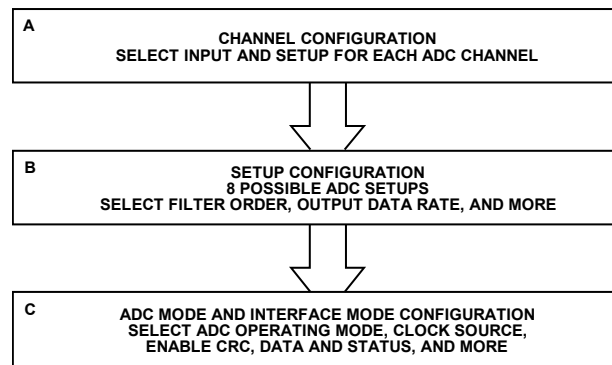 A
CHANNEL CONFIGURATION
SELECT INPUT AND SETUP FOR EACH ADC CHANNEL
B
SETUP CONFIGURATION
8 POSSIBLE ADC SETUPS
SELECT FILTER ORDER, OUTPUT DATA RATE, AND MORE
C
ADC MODE AND INTERFACE MODE CONFIGURATION
SELECT ADC OPERATING MODE, CLOCK SOURCE,
ENABLE CRC, DATA AND STATUS, AND MORE